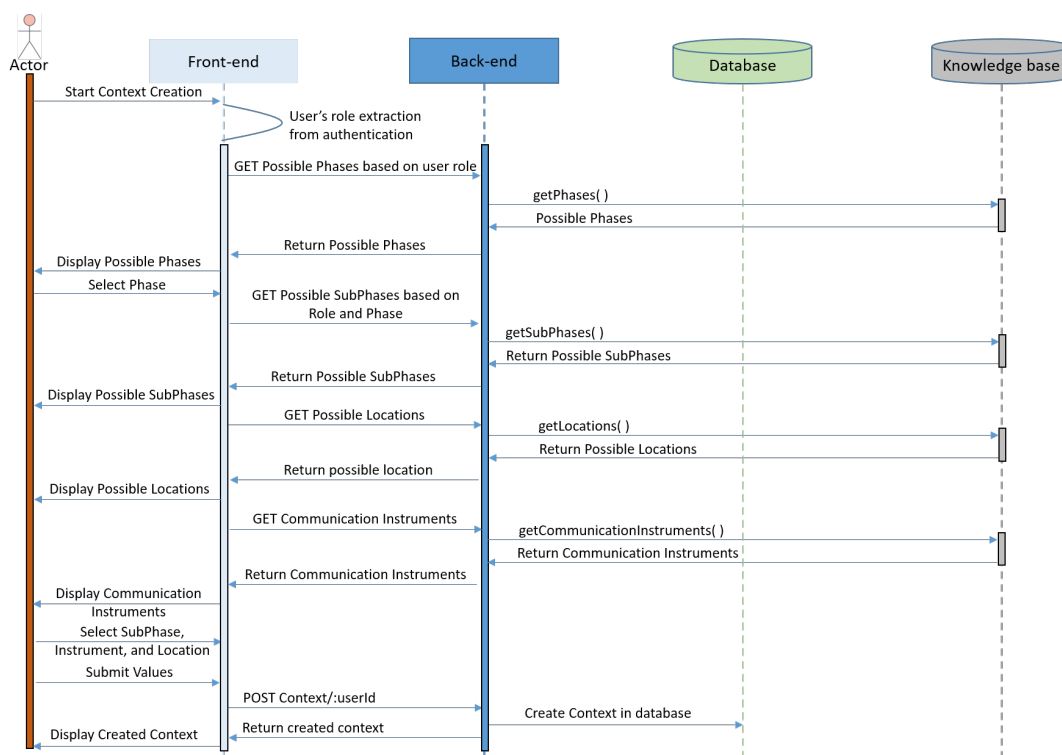 Actor
Front-end
Back-end
Database
Knowledge base
Start Context Creation
User's role extraction
from authentication
GET Possible Phases based on user role
getPhases( )
Possible Phases
Return Possible Phases
Display Possible Phases
Select Phase
GET Possible SubPhases based on
Role and Phase
getSubPhases( )
Return Possible SubPhases
Return Possible SubPhases
Display Possible SubPhases
GET Possible Locations
getLocations( )
Return Possible Locations
Return possible location
Display Possible Locations
GET Communication Instruments
getCommunicationInstruments( )
Return Communication Instruments
Return Communication Instruments
Display Communication
Instruments
Select SubPhase,
Instrument, and Location
Submit Values
POST Context/:userId
Create Context in database
Return created context
Display Created Context